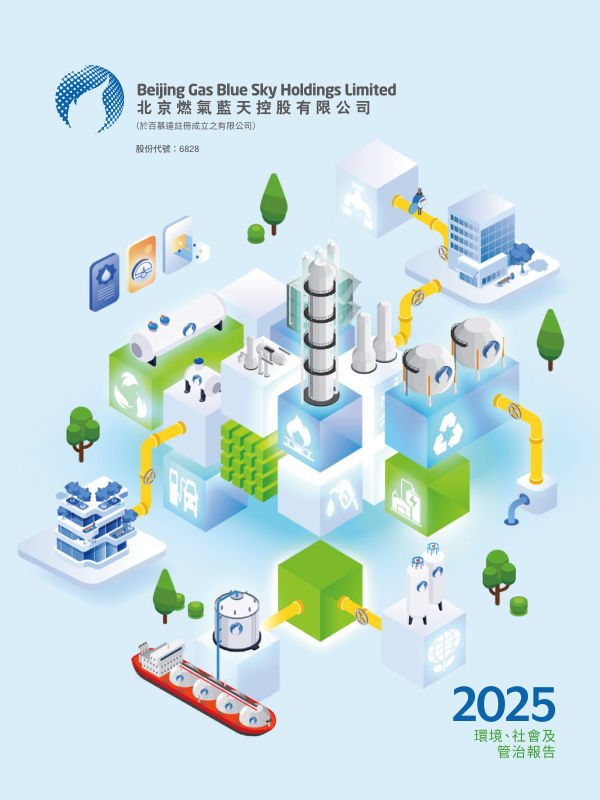 Beijing Gas Blue Sky Holdings Limited
北京燃氣藍天控股有限公司
（於百慕達註冊成立之有限公司）
股份代號：6828
2025
環境、社會及
管治報告